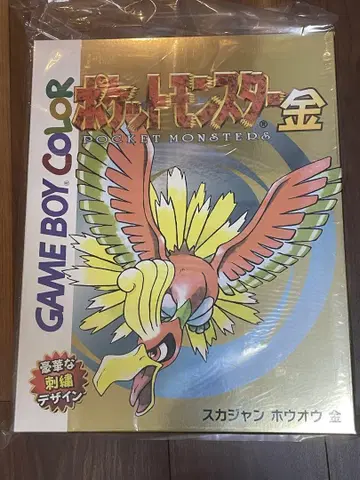 GAME BOY COLOR
ポケットモンスター金
POCKET MONSTERS
豪華な
刺繍
デザイン
スカジャン ホウオウ 金